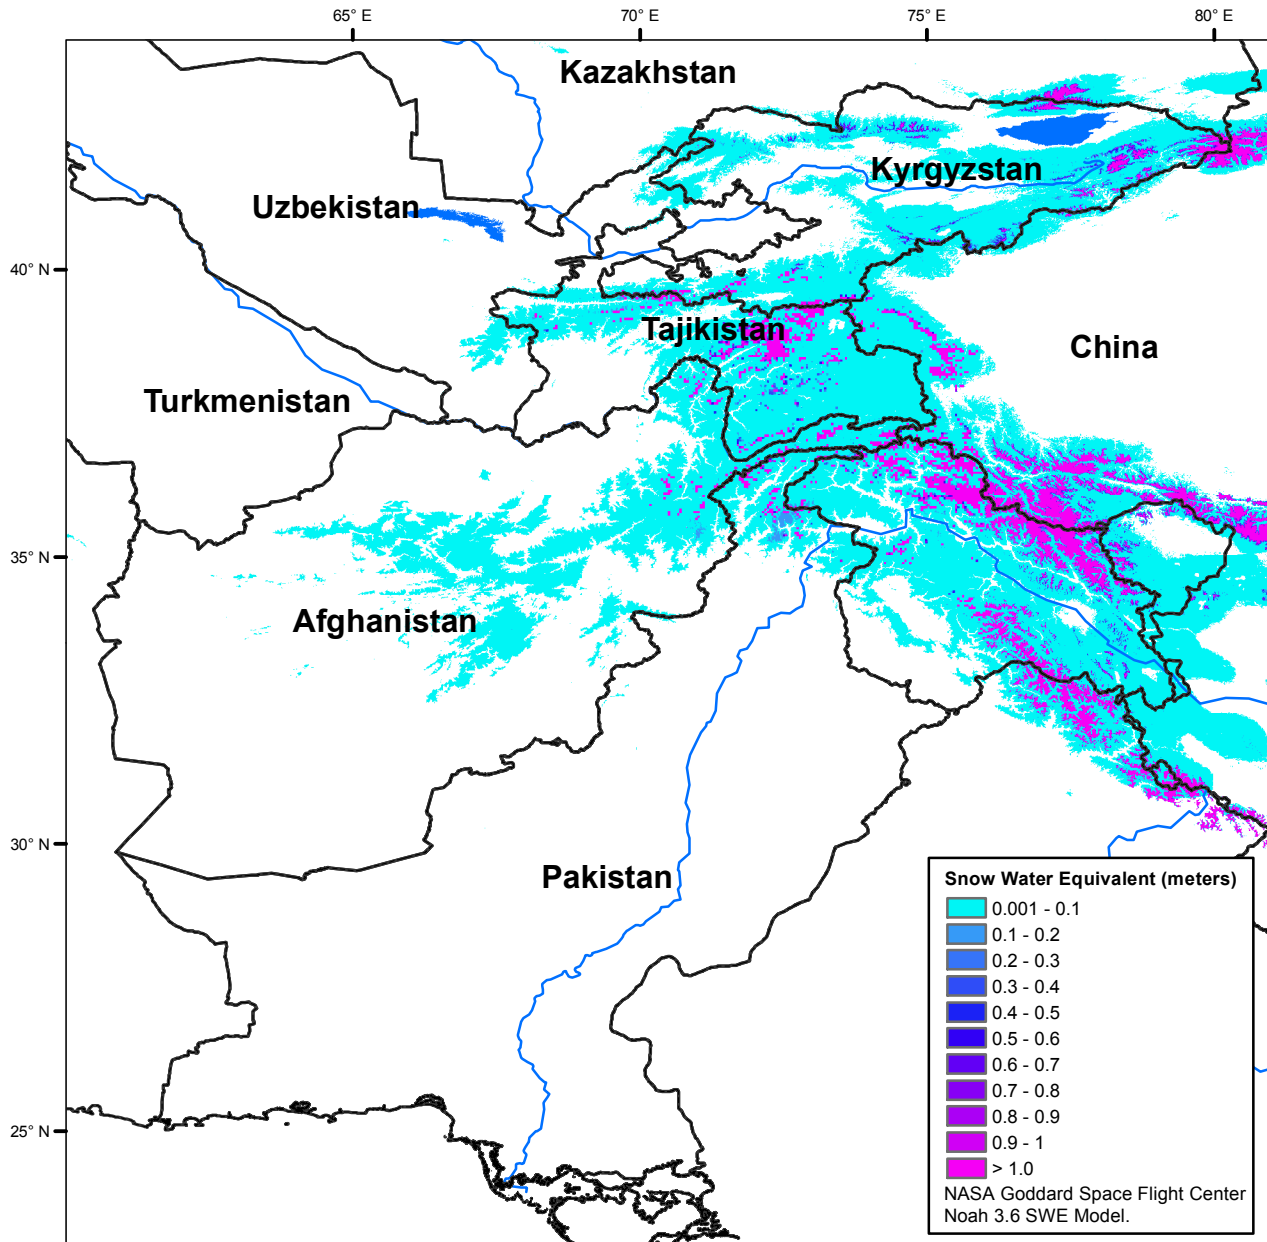 65° E
70° E
75° E
80° E
Kazakhstan
Kyrgyzstan
Uzbekistan
40° N
Tajikistan
China
Turkmenistan
35° N
Afghanistan
30° N
Pakistan
25° N
Snow Water Equivalent (meters)
0.001 - 0.1
0.1 - 0.2
0.2 - 0.3
0.3 - 0.4
0.4 - 0.5
0.5 - 0.6
0.6 - 0.7
0.7 - 0.8
0.8 - 0.9
0.9 - 1
> 1.0
NASA Goddard Space Flight Center
Noah 3.6 SWE Model.